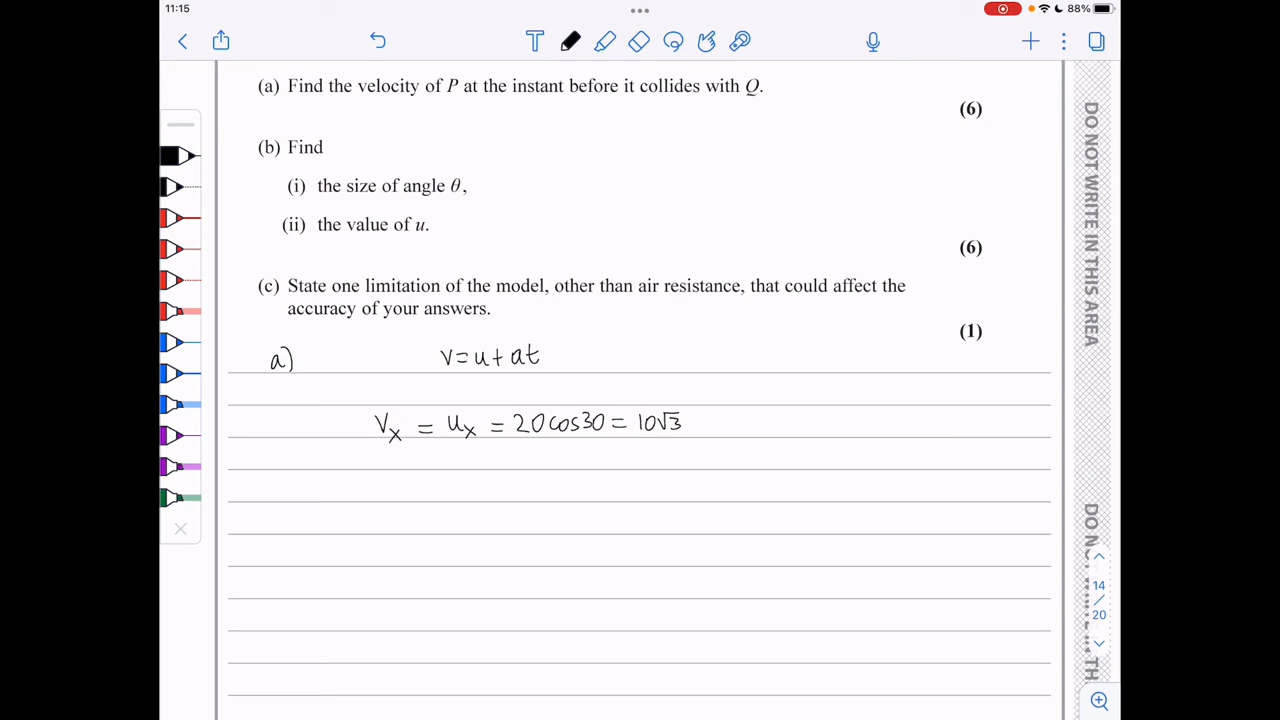 11:15
88%
(a) Find the velocity of P at the instant before it collides with Q.
(6)
(b) Find
(i) the size of angle θ,
(ii) the value of u.
(6)
(c) State one limitation of the model, other than air resistance, that could affect the
accuracy of your answers.
(1)
a) v = u + at
Vx = ux = 20cos30 = 10√3
DO NOT WRITE IN THIS AREA
14
/
20